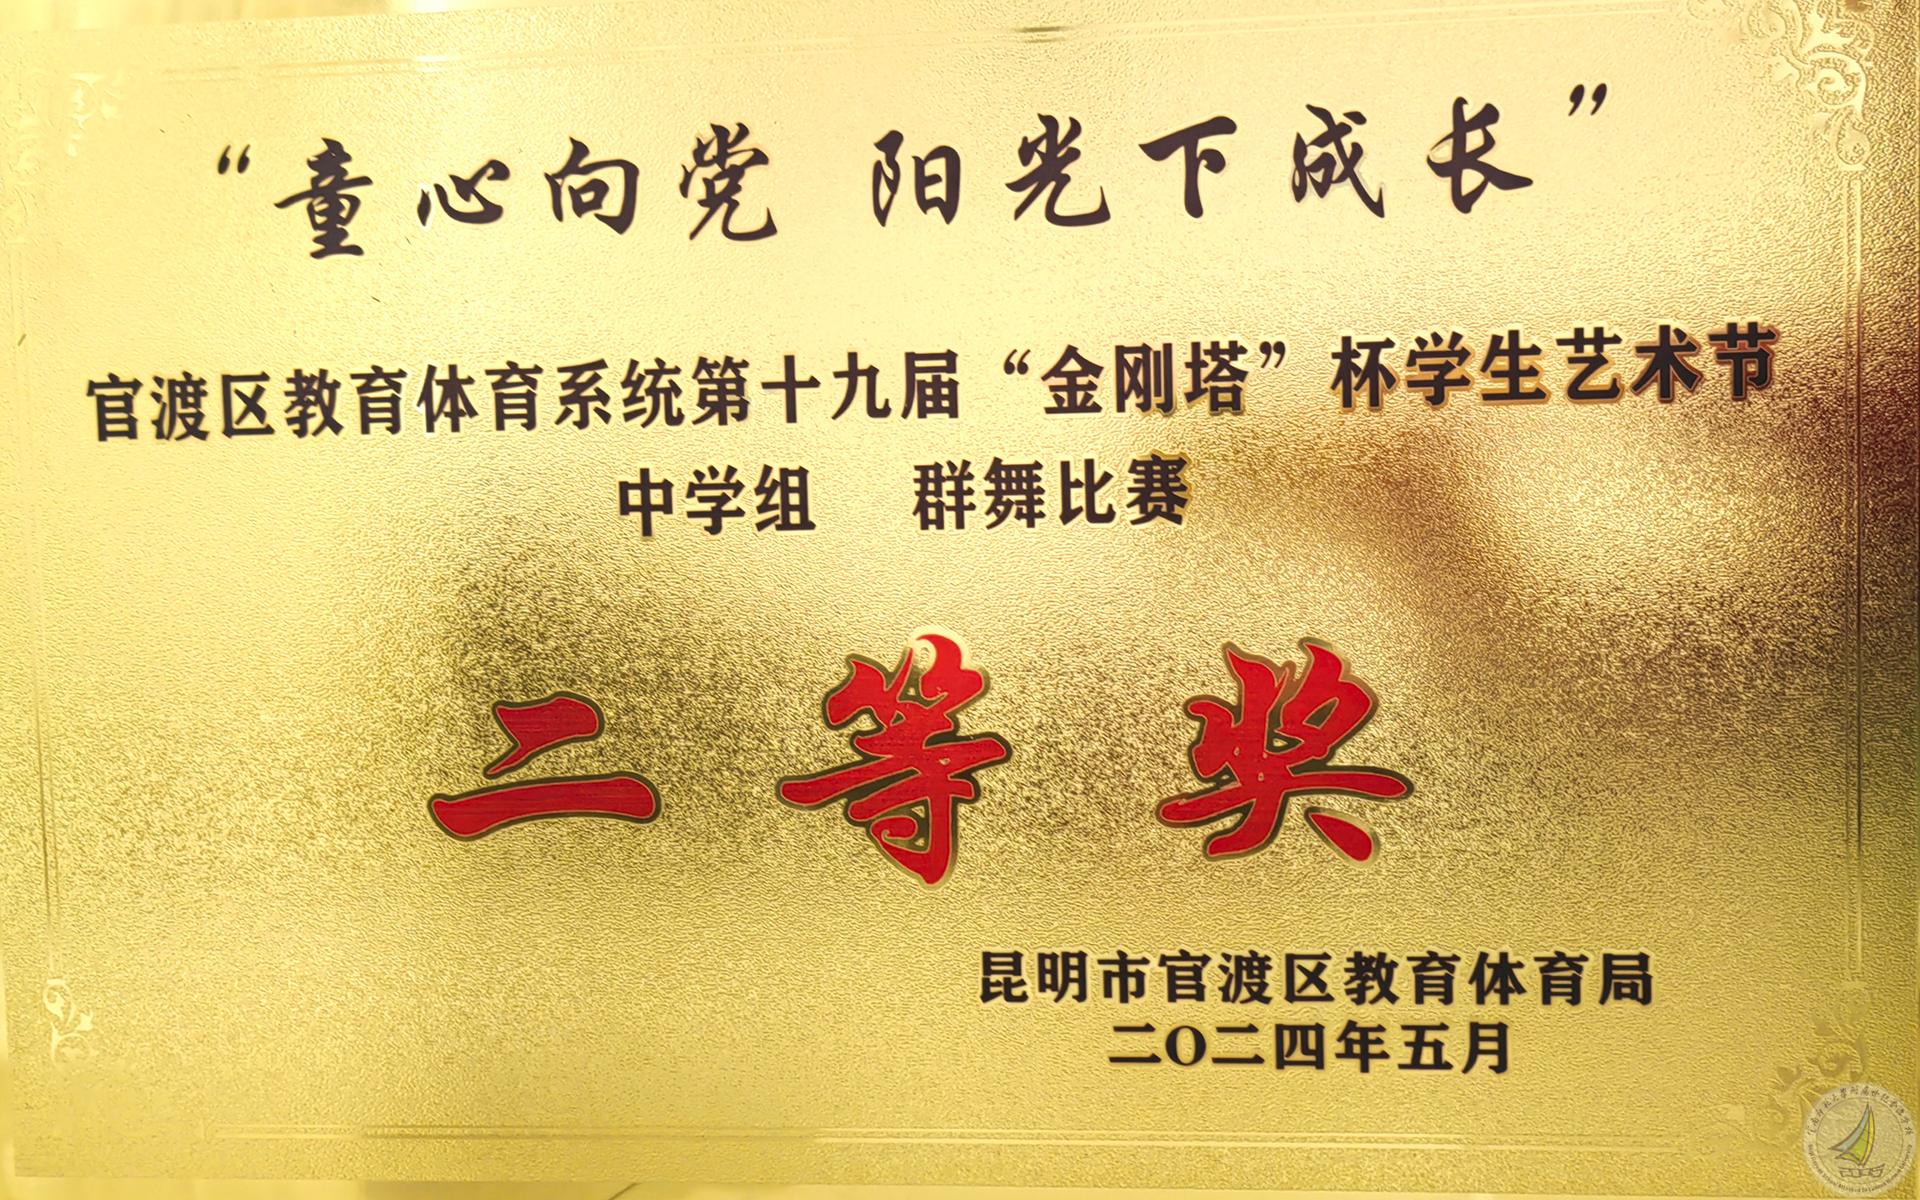 “童心向党 阳光下成长”
官渡区教育体育系统第十九届“金刚塔”杯学生艺术节
中学组 群舞比赛
二等奖
昆明市官渡区教育体育局
二〇二四年五月